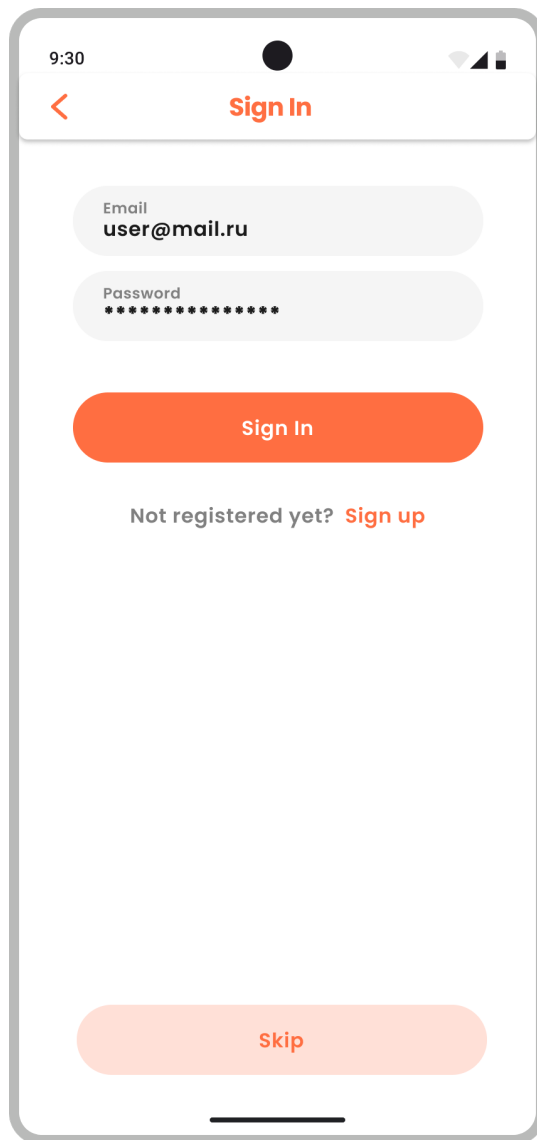 9:30
Sign In
Email
user@mail.ru
Password
***************
Sign In
Not registered yet? Sign up
Skip